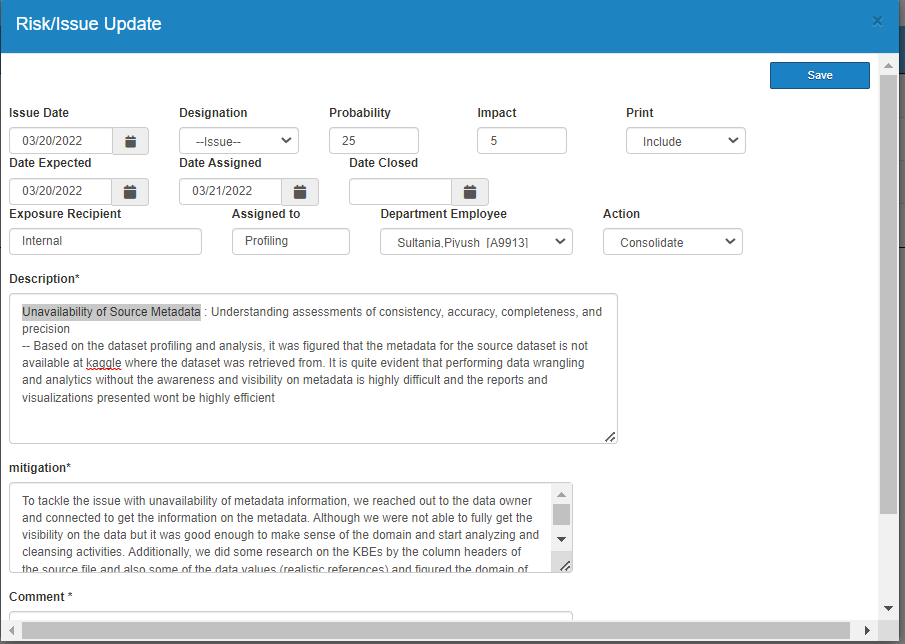 Risk/Issue Update
×
Save
Issue Date Designation Probability Impact Print
03/20/2022 --Issue-- 25 5 Include
Date Expected Date Assigned Date Closed
03/20/2022 03/21/2022
Exposure Recipient Assigned to Department Employee Action
Internal Profiling Sultania,Piyush [A9913] Consolidate
Description*
Unavailability of Source Metadata : Understanding assessments of consistency, accuracy, completeness, and
precision
-- Based on the dataset profiling and analysis, it was figured that the metadata for the source dataset is not
available at kaggle where the dataset was retrieved from. It is quite evident that performing data wrangling
and analytics without the awareness and visibility on metadata is highly difficult and the reports and
visualizations presented wont be highly efficient
mitigation*
To tackle the issue with unavailability of metadata information, we reached out to the data owner
and connected to get the information on the metadata. Although we were not able to fully get the
visibility on the data but it was good enough to make sense of the domain and start analyzing and
cleansing activities. Additionally, we did some research on the KBEs by the column headers of
the source file and also some of the data values (realistic references) and figured the domain of
Comment *